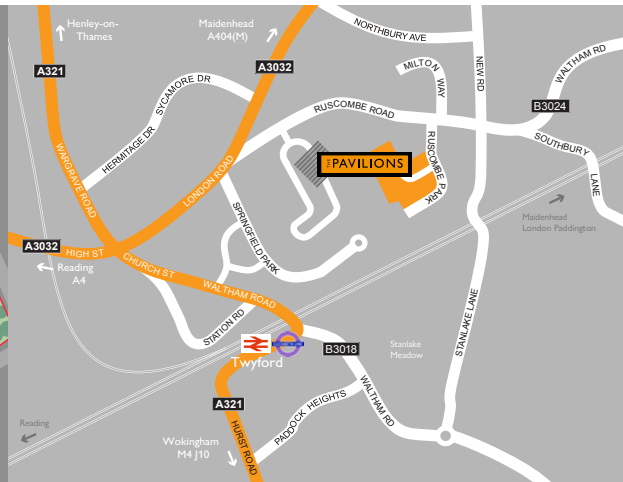 Henley-on-
Thames
Maidenhead
A404(M)
NORTHBURY AVE
A321
A3032
MILTON
WAY
NEW RD
WALTHAM RD
SYCAMORE DR
B3024
RUSCOMBE ROAD
HERMITAGE DR
WARGRAVE ROAD
LONDON ROAD
THE PAVILIONS
RUSCOMBE
PARK
SOUTHBURY
LANE
SPRINGFIELD PARK
Maidenhead
London Paddington
A3032
HIGH ST
CHURCH ST
Reading
A4
WALTHAM ROAD
STATION RD
STANLAKE LANE
Twyford
B3018
Stanlake
Meadow
A321
PADDOCK HEIGHTS
WALTHAM RD
Reading
HURST ROAD
Wokingham
M4 J10